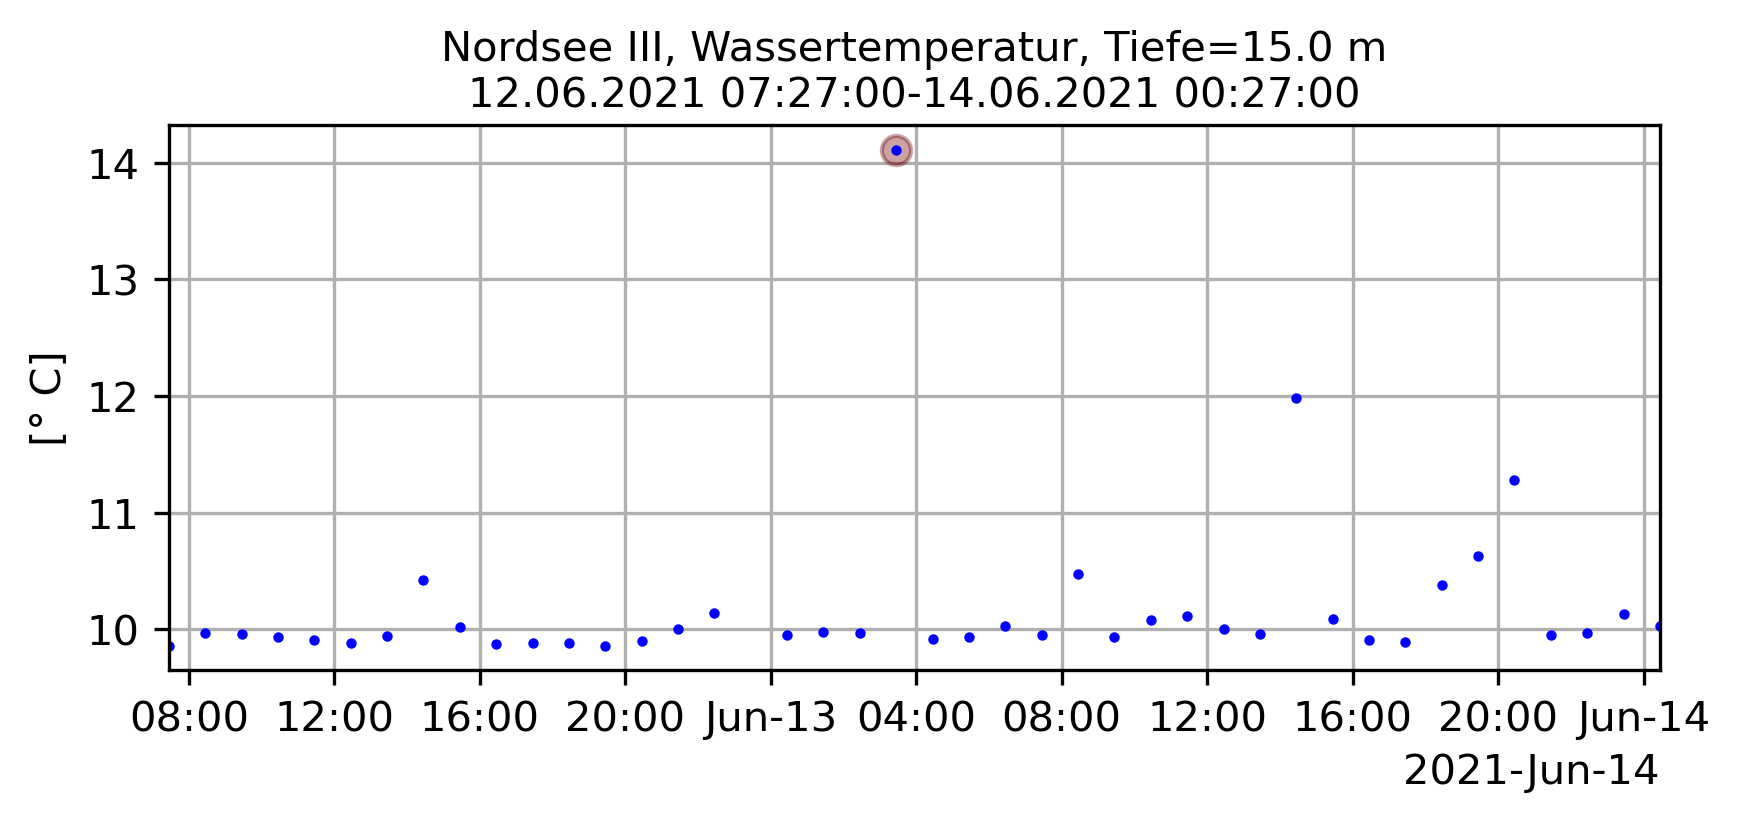 Nordsee III, Wassertemperatur, Tiefe=15.0 m
12.06.2021 07:27:00-14.06.2021 00:27:00
14
13
12
11
10
[° C]
08:00 12:00 16:00 20:00 Jun-13 04:00 08:00 12:00 16:00 20:00 Jun-14
2021-Jun-14